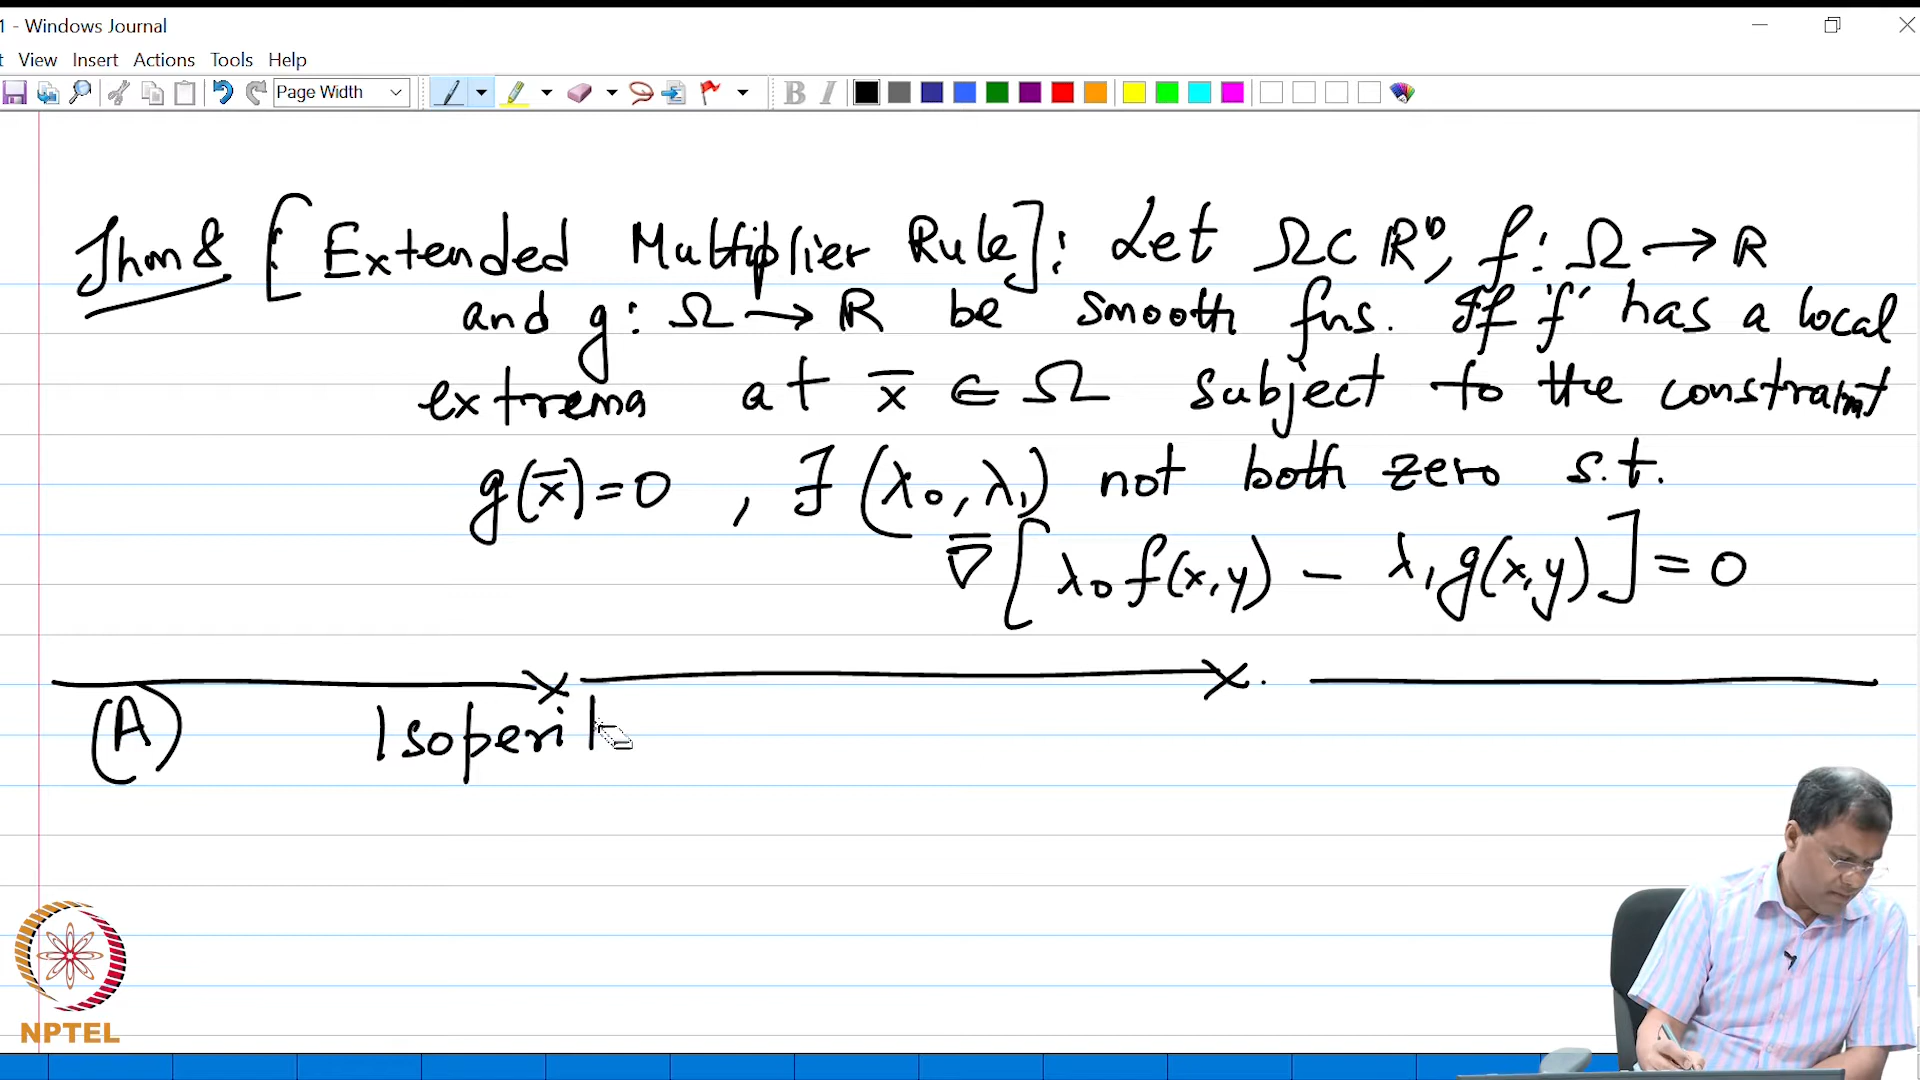 1 - Windows Journal
View Insert Actions Tools Help
Page Width B I
Thm 8 [Extended Multiplier Rule]: Let Ω ⊂ ℝⁿ, f: Ω → ℝ
and g: Ω → ℝ be smooth fns. If 'f' has a local
extrema at x̄ ∈ Ω subject to the constraint
g(x̄) = 0 , ∃ (λ₀, λ₁) not both zero s.t.
∇̄ [λ₀ f(x,y) − λ₁ g(x,y)] = 0
(A) Isoperi
NPTEL